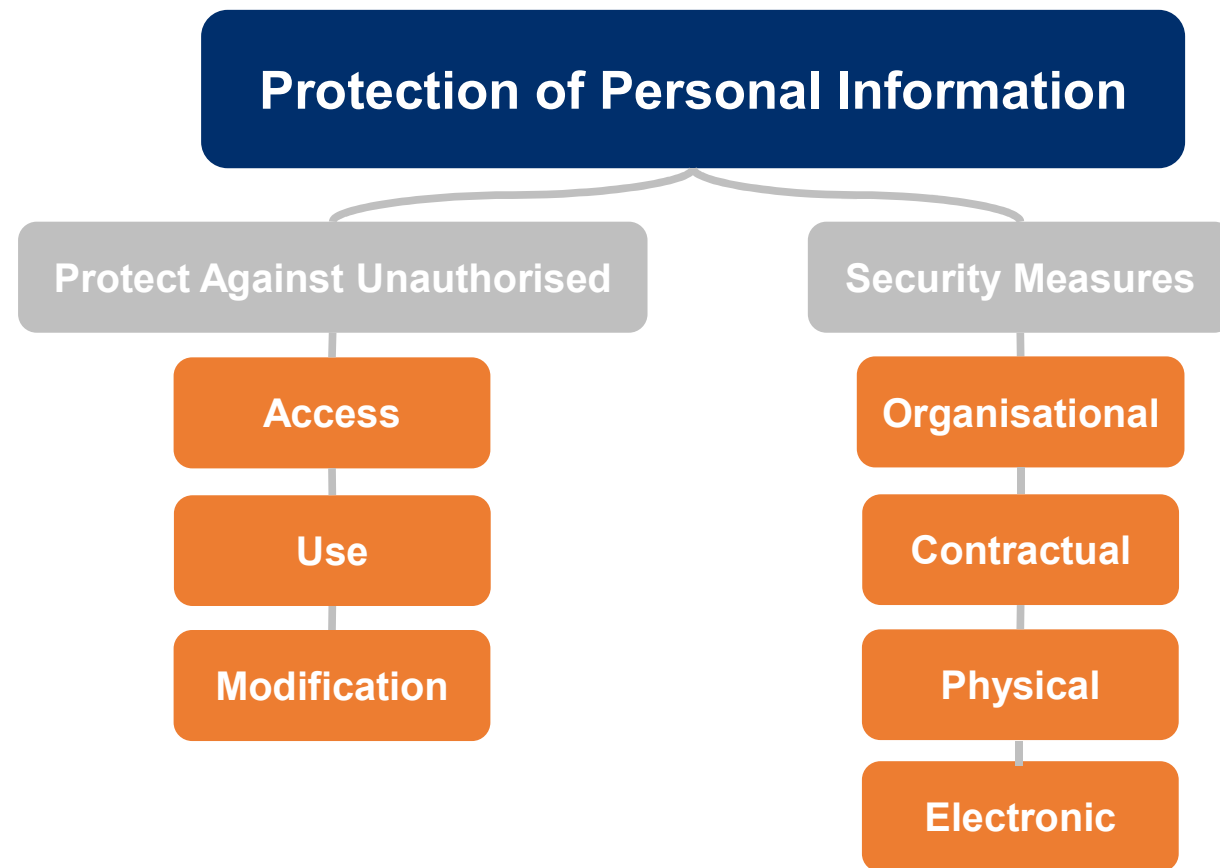 Protection of Personal Information
Protect Against Unauthorised
Access
Use
Modification
Security Measures
Organisational
Contractual
Physical
Electronic